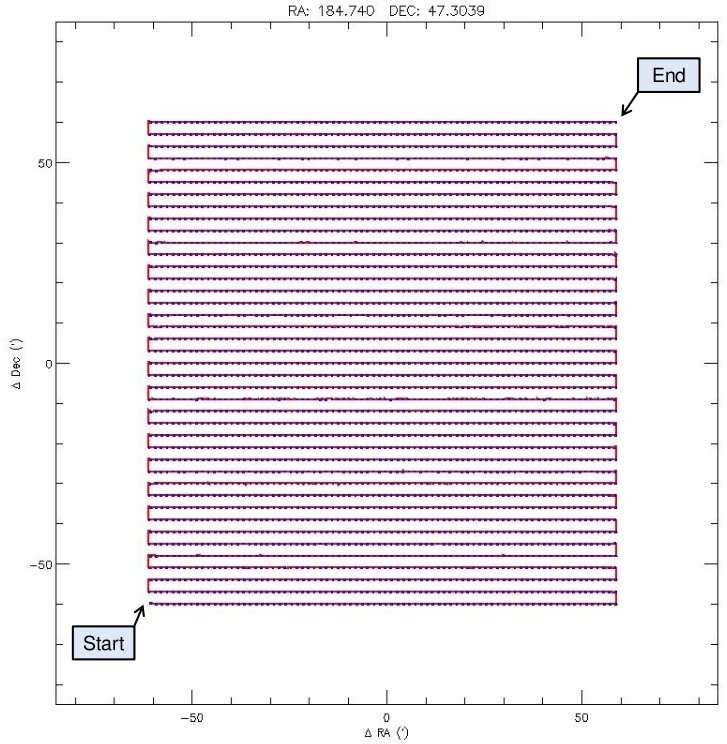 RA: 184.740 DEC: 47.3039
End
50
0
-50
Δ Dec (')
Start
-50 0 50
Δ RA (')